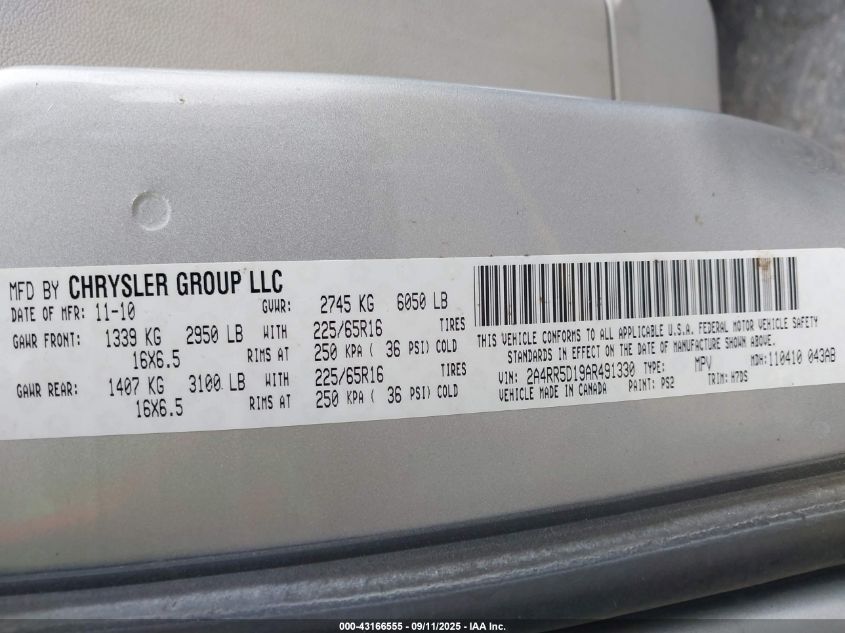 MFD BY CHRYSLER GROUP LLC
DATE OF MFR: 11-10 GVWR: 2745 KG 6050 LB
GAWR FRONT: 1339 KG 2950 LB WITH 225/65R16 TIRES
16X6.5 RIMS AT 250 KPA ( 36 PSI) COLD
GAWR REAR: 1407 KG 3100 LB WITH 225/65R16 TIRES
16X6.5 RIMS AT 250 KPA ( 36 PSI) COLD
THIS VEHICLE CONFORMS TO ALL APPLICABLE U.S.A. FEDERAL MOTOR VEHICLE SAFETY
STANDARDS IN EFFECT ON THE DATE OF MANUFACTURE SHOWN ABOVE.
VIN: 2A4RR5D19AR491330 TYPE: MPV MDH: 110410 043AB
VEHICLE MADE IN CANADA PAINT: PS2 TRIM: H7DS
000-43166555 - 09/11/2025 - IAA Inc.